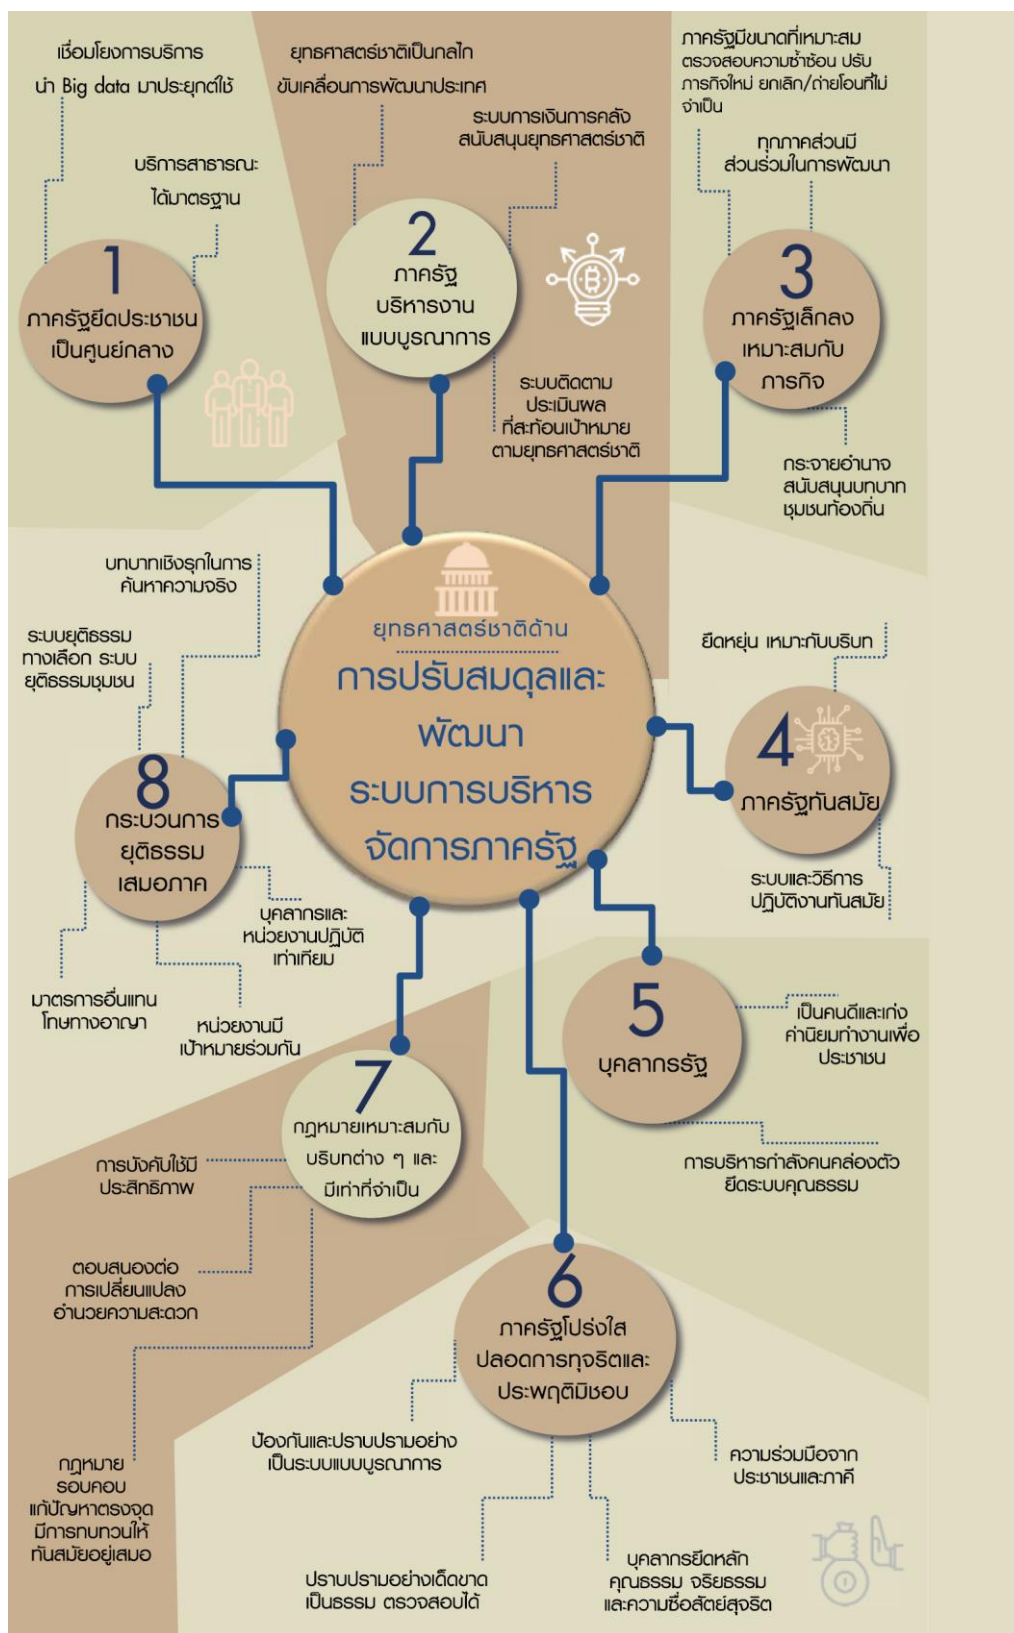 เชื่อมโยงการบริการ
นำ Big data มาประยุกต์ใช้
บริการสาธารณะ
ได้มาตรฐาน
1
ภาครัฐยึดประชาชน
เป็นศูนย์กลาง
ยุทธศาสตร์ชาติเป็นกลไก
ขับเคลื่อนการพัฒนาประเทศ
ระบบการเงินการคลัง
สนับสนุนยุทธศาสตร์ชาติ
2
ภาครัฐ
บริหารงาน
แบบบูรณาการ
ระบบติดตาม
ประเมินผล
ที่สะท้อนเป้าหมาย
ตามยุทธศาสตร์ชาติ
ภาครัฐมีขนาดที่เหมาะสม
ตรวจสอบความซ้ำซ้อน ปรับ
ภารกิจใหม่ ยกเลิก/ถ่ายโอนที่ไม่
จำเป็น
ทุกภาคส่วนมี
ส่วนร่วมในการพัฒนา
3
ภาครัฐเล็กลง
เหมาะสมกับ
ภารกิจ
กระจายอำนาจ
สนับสนุนบทบาท
ชุมชนท้องถิ่น
ยุทธศาสตร์ชาติด้าน
การปรับสมดุลและ
พัฒนา
ระบบการบริหาร
จัดการภาครัฐ
ยืดหยุ่น เหมาะกับบริบท
4
ภาครัฐทันสมัย
ระบบและวิธีการ
ปฏิบัติงานทันสมัย
5
บุคลากรรัฐ
เป็นคนดีและเก่ง
ค่านิยมทำงานเพื่อ
ประชาชน
การบริหารกำลังคนคล่องตัว
ยึดระบบคุณธรรม
6
ภาครัฐโปร่งใส
ปลอดการทุจริตและ
ประพฤติมิชอบ
ป้องกันและปราบปรามอย่าง
เป็นระบบแบบบูรณาการ
ความร่วมมือจาก
ประชาชนและภาคี
ปราบปรามอย่างเด็ดขาด
เป็นธรรม ตรวจสอบได้
บุคลากรยึดหลัก
คุณธรรม จริยธรรม
และความซื่อสัตย์สุจริต
7
กฎหมายเหมาะสมกับ
บริบทต่าง ๆ และ
มีเท่าที่จำเป็น
การบังคับใช้มี
ประสิทธิภาพ
ตอบสนองต่อ
การเปลี่ยนแปลง
อำนวยความสะดวก
กฎหมาย
รอบคอบ
แก้ปัญหาตรงจุด
มีการทบทวนให้
ทันสมัยอยู่เสมอ
บทบาทเชิงรุกในการ
ค้นหาความจริง
ระบบยุติธรรม
ทางเลือก ระบบ
ยุติธรรมชุมชน
8
กระบวนการ
ยุติธรรม
เสมอภาค
บุคลากรและ
หน่วยงานปฏิบัติ
เท่าเทียม
มาตรการอื่นแทน
โทษทางอาญา
หน่วยงานมี
เป้าหมายร่วมกัน